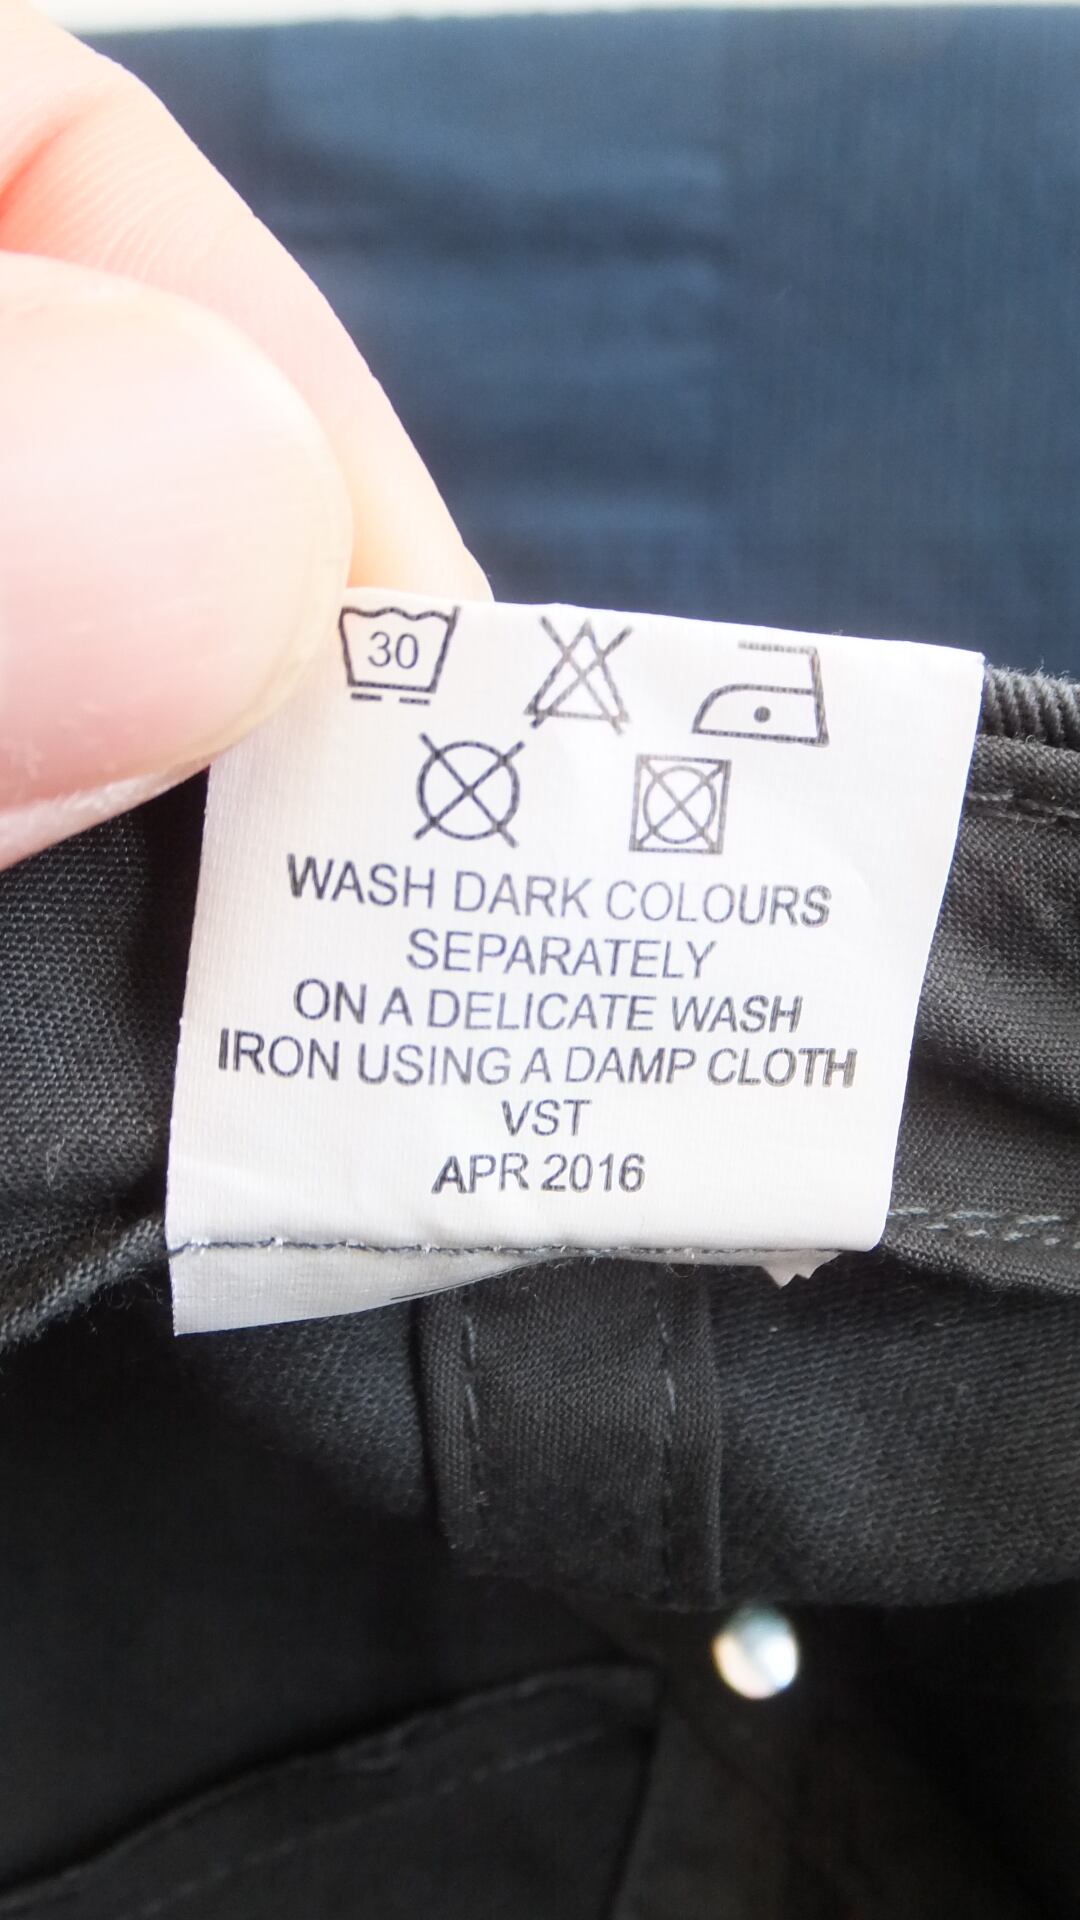 30
WASH DARK COLOURS
SEPARATELY
ON A DELICATE WASH
IRON USING A DAMP CLOTH
VST
APR 2016